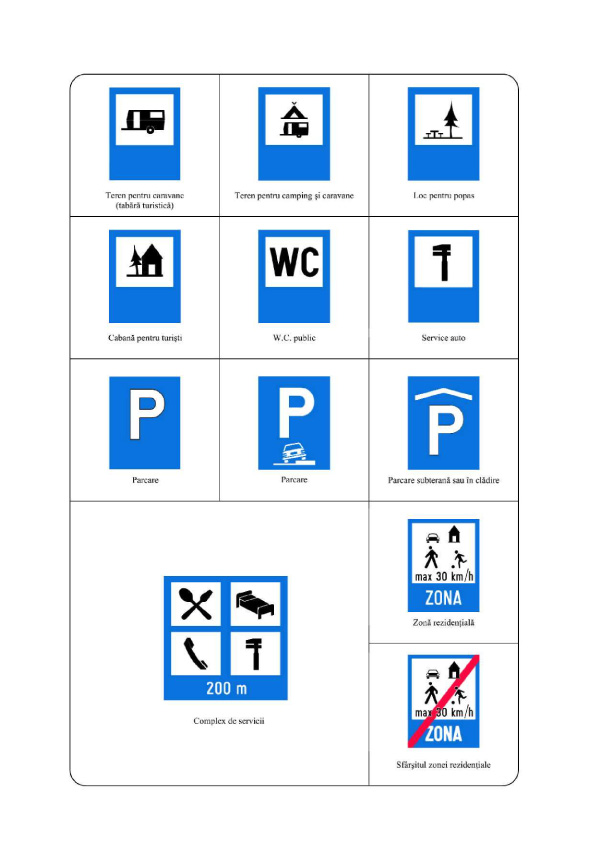 Teren pentru caravane
(tabără turistică)
Teren pentru camping și caravane
Loc pentru popas
WC
Cabană pentru turiști
W.C. public
Service auto
P
P
P
Parcare
Parcare
Parcare subterană sau în clădire
max 30 km/h
ZONA
Zonă rezidențială
200 m
Complex de servicii
max 30 km/h
ZONA
Sfârșitul zonei rezidențiale